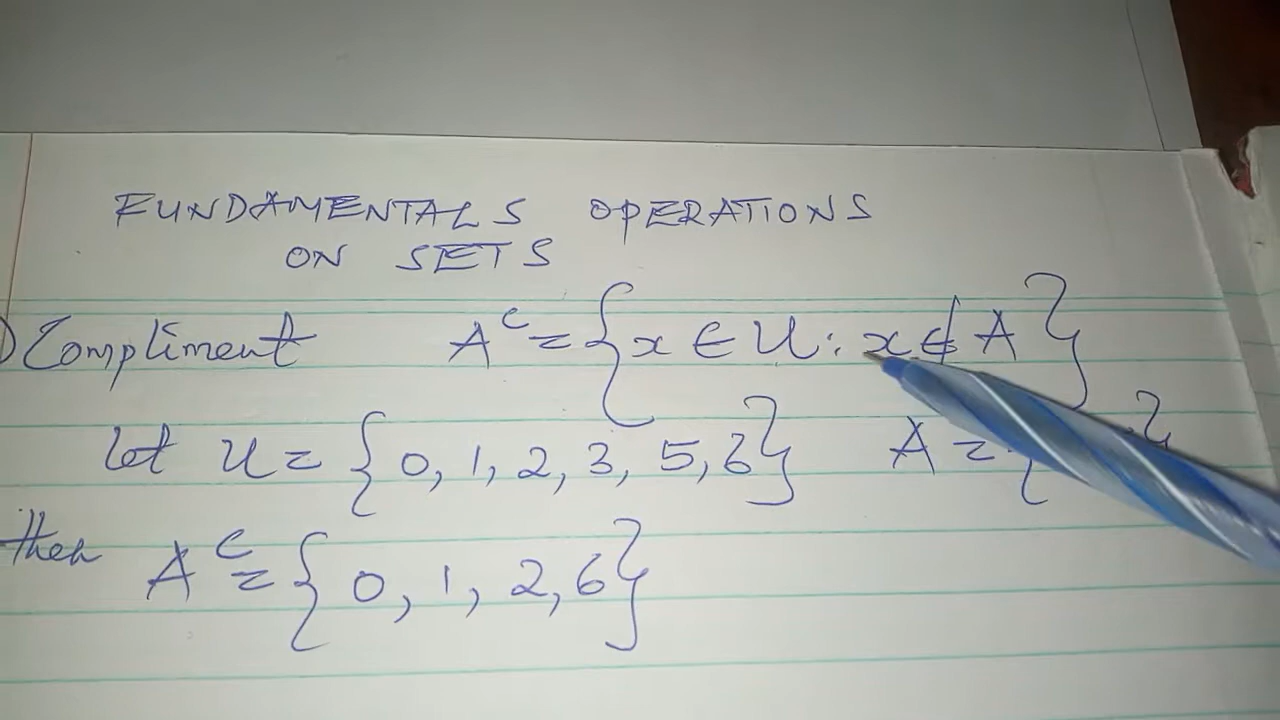 FUNDAMENTALS OPERATIONS
ON SETS
) Compliment A^c = {x ∈ U : x ∉ A}
let U = {0, 1, 2, 3, 5, 6} A = { }
then A^c = {0, 1, 2, 6}